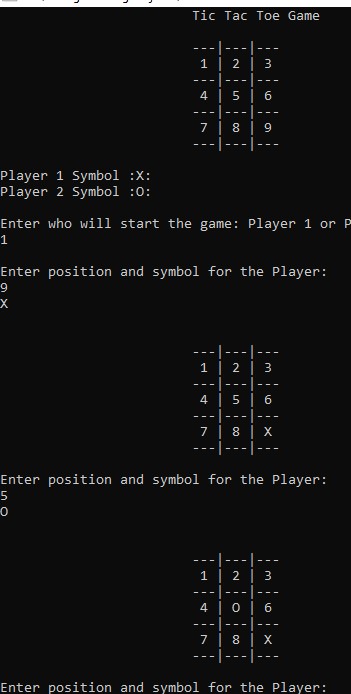 Tic Tac Toe Game
---|---|---
1 | 2 | 3
---|---|---
4 | 5 | 6
---|---|---
7 | 8 | 9
---|---|---
Player 1 Symbol :X:
Player 2 Symbol :O:
Enter who will start the game: Player 1 or P
1
Enter position and symbol for the Player:
9
X
---|---|---
1 | 2 | 3
---|---|---
4 | 5 | 6
---|---|---
7 | 8 | X
---|---|---
Enter position and symbol for the Player:
5
O
---|---|---
1 | 2 | 3
---|---|---
4 | O | 6
---|---|---
7 | 8 | X
---|---|---
Enter position and symbol for the Player: